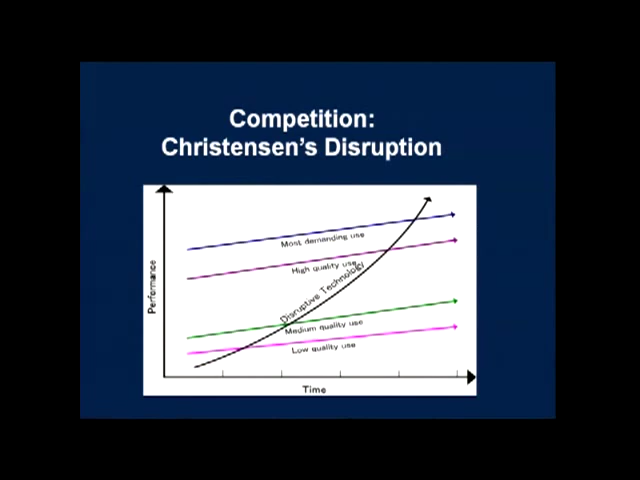 Competition:
Christensen's Disruption
Most demanding use
High quality use
Disruptive Technology
Medium quality use
Low quality use
Performance
Time